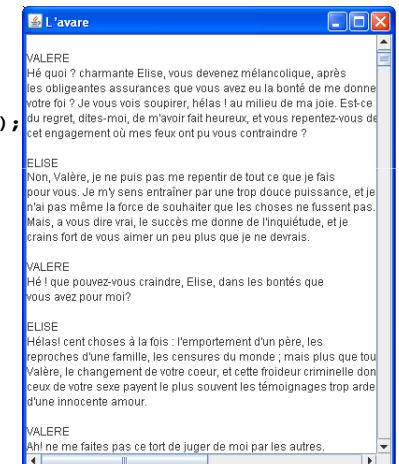 L'avare
VALERE
Hé quoi ? charmante Elise, vous devenez mélancolique, après
les obligeantes assurances que vous avez eu la bonté de me donne
votre foi ? Je vous vois soupirer, hélas ! au milieu de ma joie. Est-ce
du regret, dites-moi, de m'avoir fait heureux, et vous repentez-vous de
);
cet engagement où mes feux ont pu vous contraindre ?
ELISE
Non, Valère, je ne puis pas me repentir de tout ce que je fais
pour vous. Je m'y sens entraîner par une trop douce puissance, et je
n'ai pas même la force de souhaiter que les choses ne fussent pas.
Mais, a vous dire vrai, le succès me donne de l'inquiétude, et je
crains fort de vous aimer un peu plus que je ne devrais.
VALERE
Hé ! que pouvez-vous craindre, Elise, dans les bontés que
vous avez pour moi?
ELISE
Hélas! cent choses à la fois : l'emportement d'un père, les
reproches d'une famille, les censures du monde ; mais plus que tou
Valère, le changement de votre coeur, et cette froideur criminelle don
ceux de votre sexe payent le plus souvent les témoignages trop arde
d'une innocente amour.
VALERE
Ah! ne me faites pas ce tort de juger de moi par les autres.